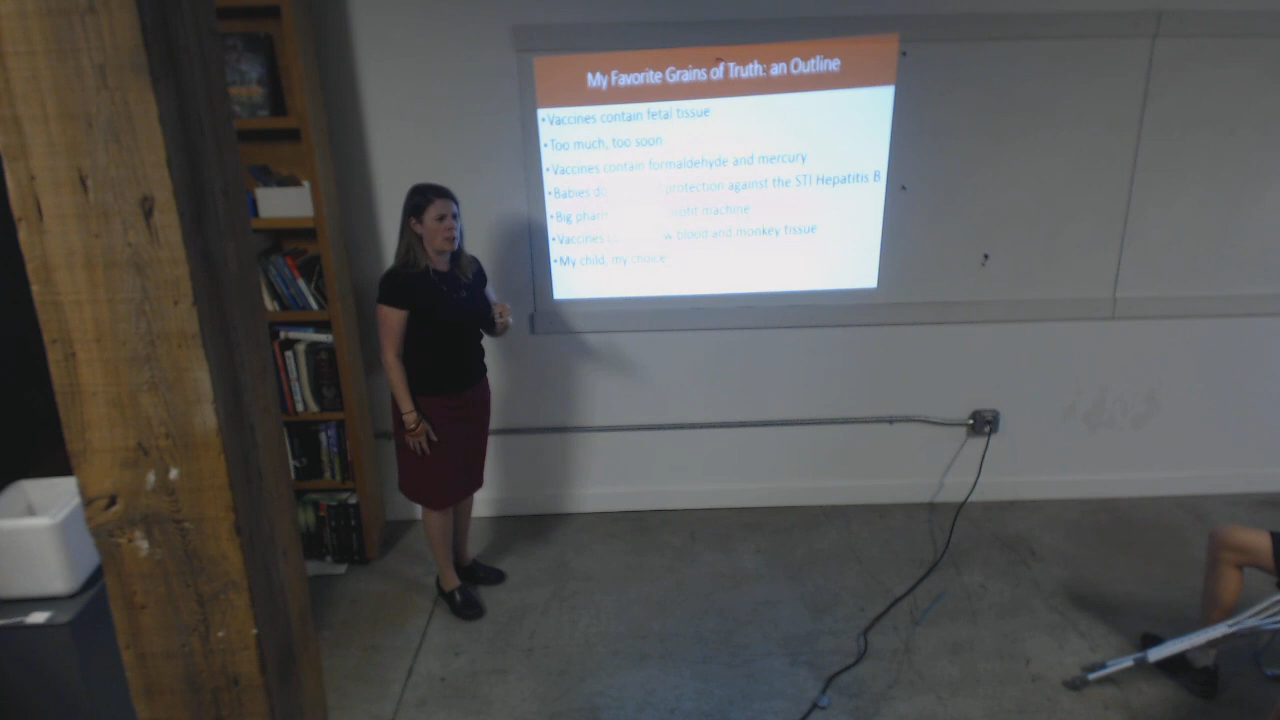 My Favorite Grains of Truth: an Outline
•Vaccines contain fetal tissue
•Too much, too soon
•Vaccines contain formaldehyde and mercury
•Babies do protection against the STI Hepatitis B
•Big pharm profit machine
•Vaccines blood and monkey tissue
•My child, my choice